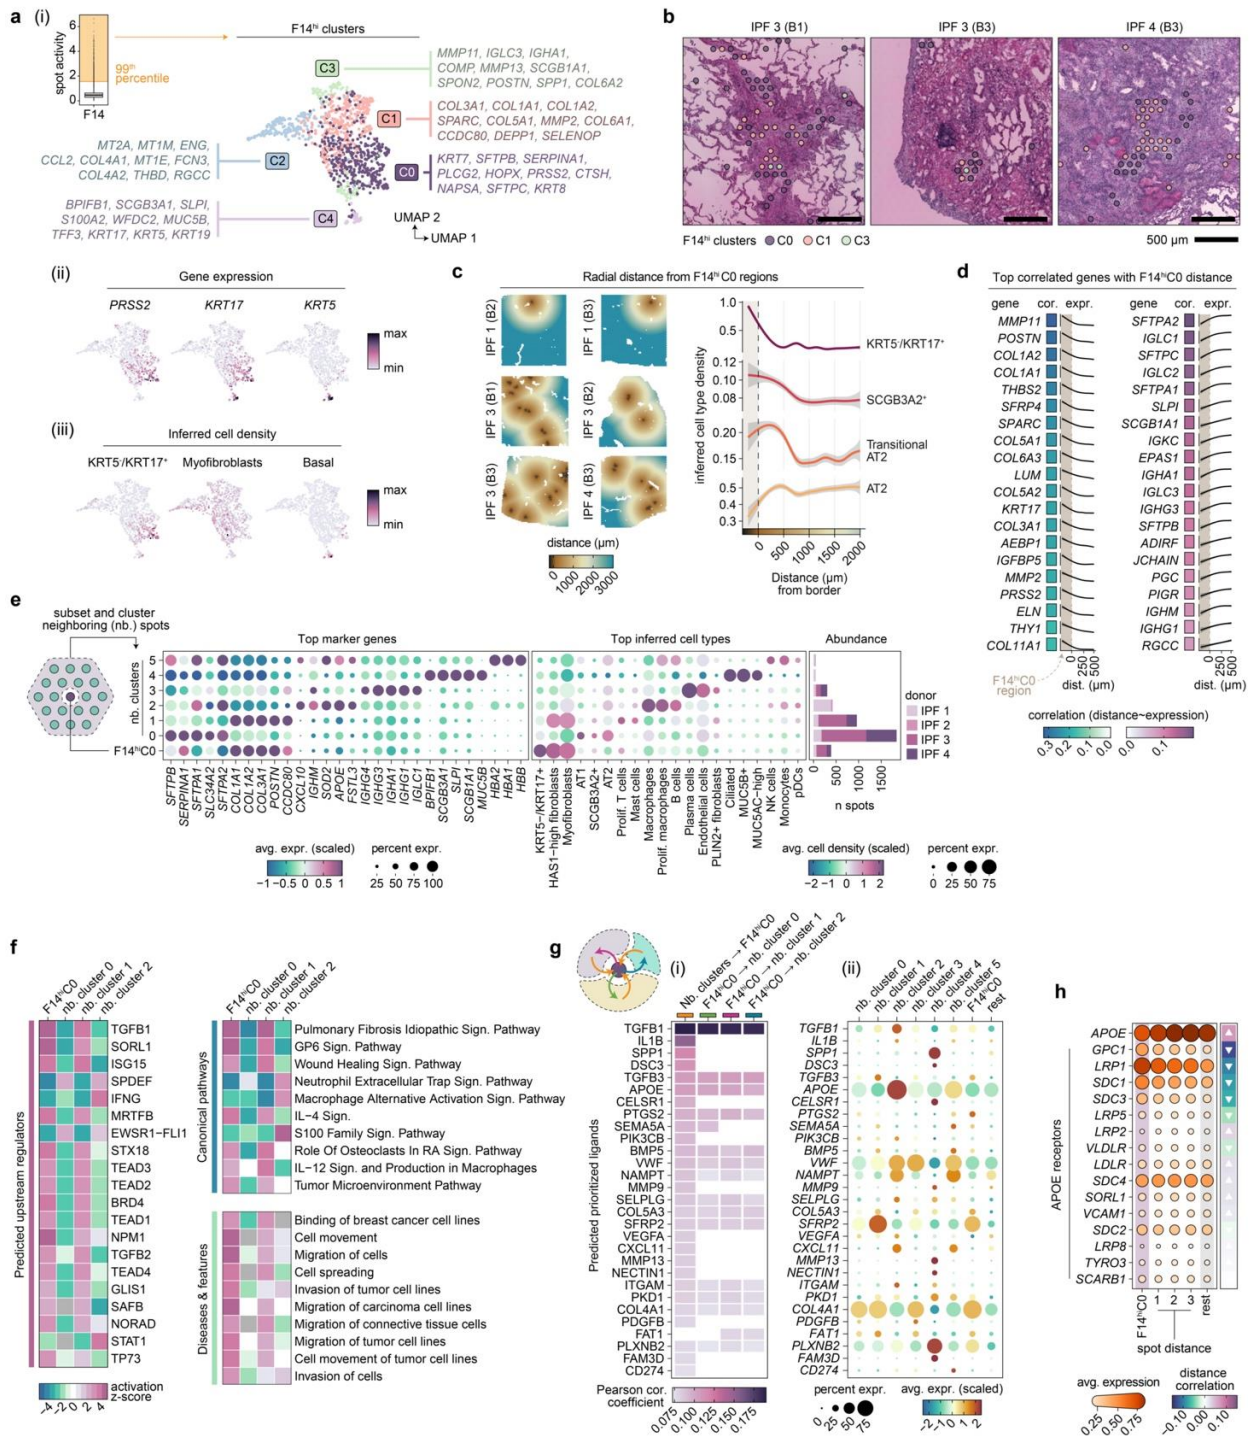 a (i)
F14hi clusters
spot activity
6
4
2
0
F14
99th
percentile
C3
MMP11, IGLC3, IGHA1,
COMP, MMP13, SCGB1A1,
SPON2, POSTN, SPP1, COL6A2
C1
COL3A1, COL1A1, COL1A2,
SPARC, COL5A1, MMP2, COL6A1,
CCDC80, DEPP1, SELENOP
MT2A, MT1M, ENG,
CCL2, COL4A1, MT1E, FCN3,
COL4A2, THBD, RGCC
C2
C0
KRT7, SFTPB, SERPINA1,
PLCG2, HOPX, PRSS2, CTSH,
NAPSA, SFTPC, KRT8
BPIFB1, SCGB3A1, SLPI,
S100A2, WFDC2, MUC5B,
TFF3, KRT17, KRT5, KRT19
C4
UMAP 2
UMAP 1
b
IPF 3 (B1) IPF 3 (B3) IPF 4 (B3)
F14hi clusters C0 C1 C3
500 µm
(ii)
Gene expression
PRSS2 KRT17 KRT5
max
min
(iii)
Inferred cell density
KRT5-/KRT17+ Myofibroblasts Basal
max
min
c
Radial distance from F14hiC0 regions
IPF 1 (B2)
IPF 1 (B3)
IPF 3 (B1)
IPF 3 (B2)
IPF 3 (B3)
IPF 4 (B3)
distance (µm)
0 1000 2000 3000
inferred cell type density
1.0
0.5
0.12
0.10
0.08
0.20
0.15
0.5
0.4
0.3
KRT5-/KRT17+
SCGB3A2+
Transitional
AT2
AT2
0 500 1000 1500 2000
Distance (µm)
from border
d
Top correlated genes with F14hiC0 distance
gene cor. expr. gene cor. expr.
MMP11 SFTPA2
POSTN IGLC1
COL1A2 SFTPC
COL1A1 IGLC2
THBS2 SFTPA1
SFRP4 SLPI
SPARC SCGB1A1
COL5A1 IGKC
COL6A3 EPAS1
LUM IGHA1
COL5A2 IGLC3
KRT17 IGHG3
COL3A1 SFTPB
AEBP1 ADIRF
IGFBP5 JCHAIN
MMP2 PGC
PRSS2 PIGR
ELN IGHM
THY1 IGHG1
COL11A1 RGCC
F14hiC0
region
0 500 2500
dist. (µm)
0 500 2500
dist. (µm)
correlation (distance~expression)
0.3 0.2 0.1 0.0 0.0 0.1
e
subset and cluster
neighboring (nb.) spots
Top marker genes
Top inferred cell types
Abundance
nb. clusters
5
4
3
2
1
0
F14hiC0
SFTPB
SERPINA1
SFTPA1
SLC34A2
SFTPA2
COL1A1
COL1A2
COL3A1
POSTN
CCDC80
CXCL10
IGHM
SOD2
APOE
FSTL3
IGHG4
IGHG3
IGHA1
IGHG1
IGLC1
BPIFB1
SCGB3A1
SLPI
SCGB1A1
MUC5B
HBA2
HBA1
HBB
KRT5-/KRT17+
HAS1-high fibroblasts
Myofibroblasts
AT1
SCGB3A2+
AT2
Prolif. T cells
Mast cells
Macrophages
Prolif. macrophages
B cells
Plasma cells
Endothelial cells
PLIN2+ fibroblasts
Ciliated
MUC5B+
MUC5AC-high
NK cells
Monocytes
pDCs
0 500 1000 1500
n spots
donor
IPF 1
IPF 2
IPF 3
IPF 4
avg. expr. (scaled)
-1 -0.5 0 0.5 1
percent expr.
25 50 75 100
avg. cell density (scaled)
-2 -1 0 1 2
percent expr.
0 25 50 75
f
F14hiC0
nb. cluster 0
nb. cluster 1
nb. cluster 2
Predicted upstream regulators
TGFB1
SORL1
ISG15
SPDEF
IFNG
MRTFB
EWSR1-FLI1
STX18
TEAD3
TEAD2
BRD4
TEAD1
NPM1
TGFB2
TEAD4
GLIS1
SAFB
NORAD
STAT1
TP73
activation
z-score
-4 -2 0 2 4
F14hiC0
nb. cluster 0
nb. cluster 1
nb. cluster 2
Canonical pathways
Pulmonary Fibrosis Idiopathic Sign. Pathway
GP6 Sign. Pathway
Wound Healing Sign. Pathway
Neutrophil Extracellular Trap Sign. Pathway
Macrophage Alternative Activation Sign. Pathway
IL-4 Sign.
S100 Family Sign. Pathway
Role Of Osteoclasts In RA Sign. Pathway
IL-12 Sign. and Production in Macrophages
Tumor Microenvironment Pathway
Diseases & features
Binding of breast cancer cell lines
Cell movement
Migration of cells
Cell spreading
Invasion of tumor cell lines
Migration of carcinoma cell lines
Migration of connective tissue cells
Migration of tumor cell lines
Cell movement of tumor cell lines
Invasion of cells
g
(i)
Nb. clusters → F14hiC0
F14hiC0 → nb. cluster 0
F14hiC0 → nb. cluster 1
F14hiC0 → nb. cluster 2
Predicted prioritized ligands
TGFB1
IL1B
SPP1
DSC3
TGFB3
APOE
CELSR1
PTGS2
SEMA5A
PIK3CB
BMP5
VWF
NAMPT
MMP9
SELPLG
COL5A3
SFRP2
VEGFA
CXCL11
MMP13
NECTIN1
ITGAM
PKD1
COL4A1
PDGFB
FAT1
PLXNB2
FAM3D
CD274
Pearson cor.
coefficient
0.075 0.100 0.125 0.150 0.175
(ii)
nb. cluster 0
nb. cluster 1
nb. cluster 2
nb. cluster 3
nb. cluster 4
nb. cluster 5
F14hiC0
rest
TGFB1
IL1B
SPP1
DSC3
TGFB3
APOE
CELSR1
PTGS2
SEMA5A
PIK3CB
BMP5
VWF
NAMPT
MMP9
SELPLG
COL5A3
SFRP2
VEGFA
CXCL11
MMP13
NECTIN1
ITGAM
PKD1
COL4A1
PDGFB
FAT1
PLXNB2
FAM3D
CD274
percent expr.
0 25 50 75
avg. expr. (scaled)
-2 -1 0 1 2
h
APOE receptors
APOE
GPC1
LRP1
SDC1
SDC3
LRP5
LRP2
VLDLR
LDLR
SDC4
SORL1
VCAM1
SDC2
LRP8
TYRO3
SCARB1
F14hiC0 1 2 3 rest
spot distance
avg. expression
0.25 0.50 0.75
distance
correlation
-0.10 0.00 0.10